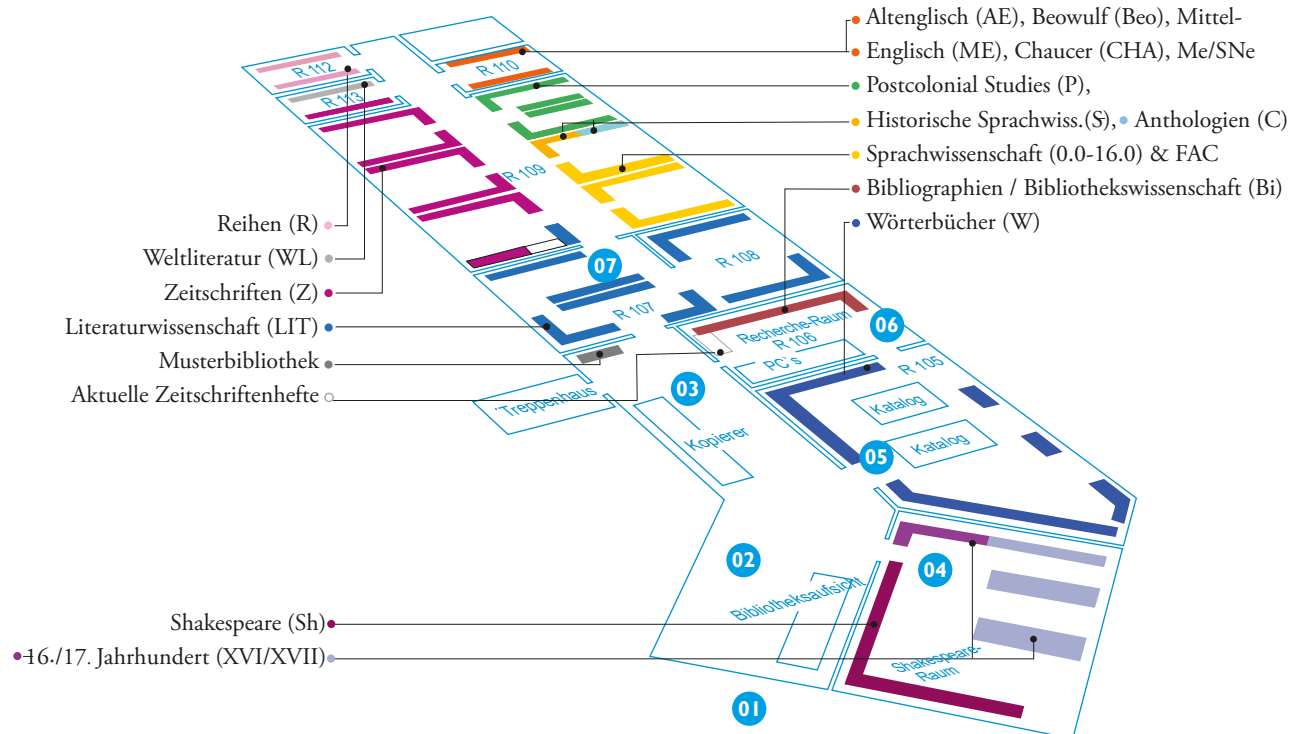 Altenglisch (AE), Beowulf (Beo), Mittel-
Englisch (ME), Chaucer (CHA), Me/SNe
Postcolonial Studies (P),
Historische Sprachwiss.(S), Anthologien (C)
Sprachwissenschaft (0.0-16.0) & FAC
Bibliographien / Bibliothekswissenschaft (Bi)
Wörterbücher (W)
R 112
R 110
R 113
R 109
Reihen (R)
Weltliteratur (WL)
Zeitschriften (Z)
Literaturwissenschaft (LIT)
Musterbibliothek
Aktuelle Zeitschriftenhefte
07
R 108
R 107
Recherche-Raum
R 106
PC`s
06
R 105
03
Katalog
Katalog
'Treppenhaus
Kopierer
05
02
04
Bibliotheksaufsicht
Shakespeare (Sh)
16./17. Jahrhundert (XVI/XVII)
Shakespeare-
Raum
01